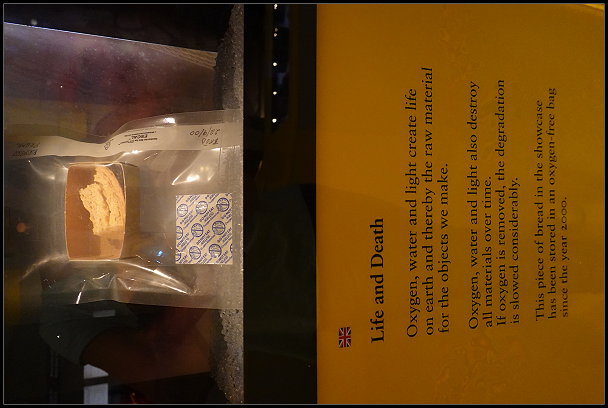 Life and Death
Oxygen, water and light create life
on earth and thereby the raw material
for the objects we make.
Oxygen, water and light also destroy
all materials over time.
If oxygen is removed, the degradation
is slowed considerably.
This piece of bread in the showcase
has been stored in an oxygen-free bag
since the year 2000.